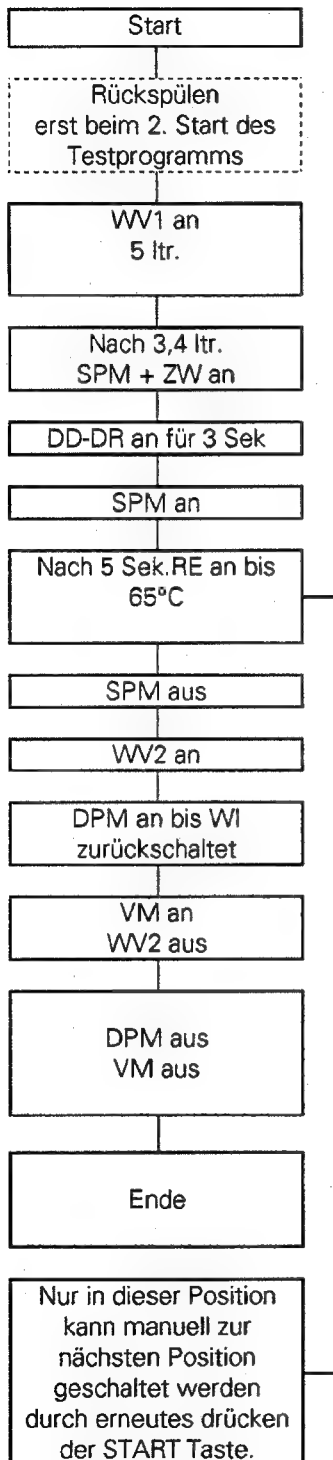 Start
Rückspülen
erst beim 2. Start des
Testprogramms
WV1 an
5 ltr.
Nach 3,4 ltr.
SPM + ZW an
DD-DR an für 3 Sek
SPM an
Nach 5 Sek.RE an bis
65°C
SPM aus
WV2 an
DPM an bis WI
zurückschaltet
VM an
WV2 aus
DPM aus
VM aus
Ende
Nur in dieser Position
kann manuell zur
nächsten Position
geschaltet werden
durch erneutes drücken
der START Taste.